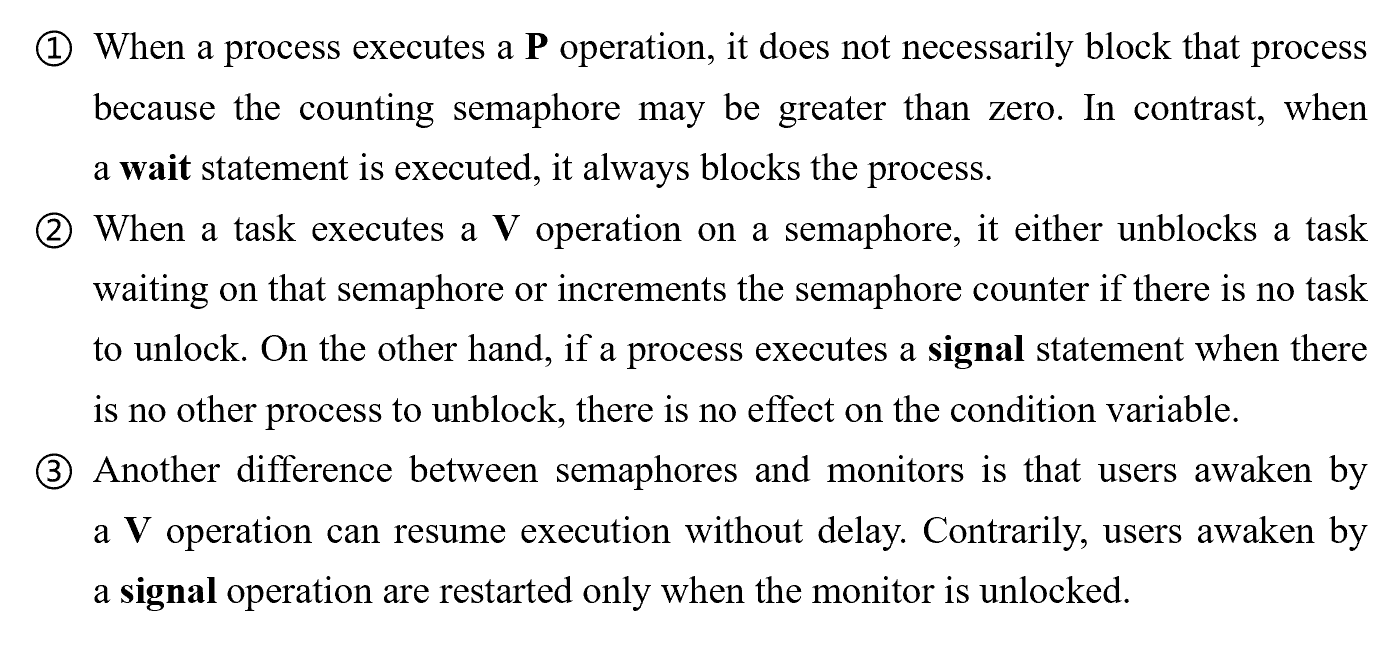 ① When a process executes a P operation, it does not necessarily block that process
because the counting semaphore may be greater than zero. In contrast, when
a wait statement is executed, it always blocks the process.
② When a task executes a V operation on a semaphore, it either unblocks a task
waiting on that semaphore or increments the semaphore counter if there is no task
to unlock. On the other hand, if a process executes a signal statement when there
is no other process to unblock, there is no effect on the condition variable.
③ Another difference between semaphores and monitors is that users awaken by
a V operation can resume execution without delay. Contrarily, users awaken by
a signal operation are restarted only when the monitor is unlocked.